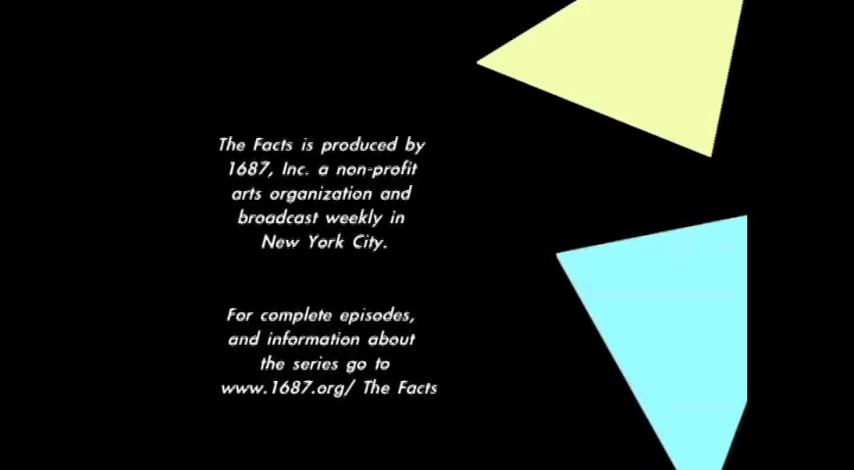 The Facts is produced by
1687, Inc. a non-profit
arts organization and
broadcast weekly in
New York City.
For complete episodes,
and information about
the series go to
www.1687.org/ The Facts